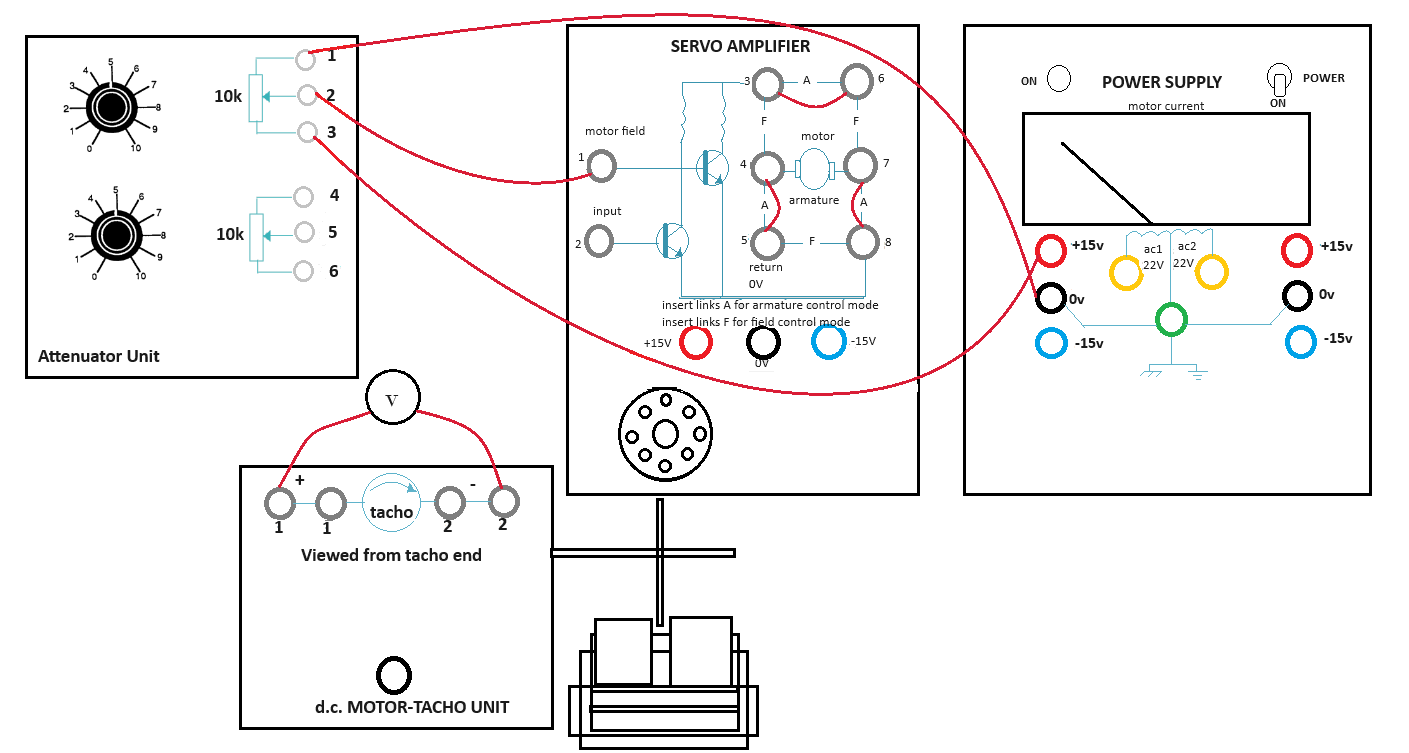 0 1 2 3 4 5 6 7 8 9 10
10k
1
2
3
0 1 2 3 4 5 6 7 8 9 10
10k
4
5
6
Attenuator Unit
SERVO AMPLIFIER
3 A 6
F F
motor field
motor
1
4 7
armature
A A
input
2
5 F 8
return
0V
insert links A for armature control mode
insert links F for field control mode
+15V
0V
-15V
ON
POWER SUPPLY
POWER
ON
motor current
+15v
ac1
22V
ac2
22V
+15v
0v
0v
-15v
-15v
V
+ -
tacho
1 1 2 2
Viewed from tacho end
d.c. MOTOR-TACHO UNIT